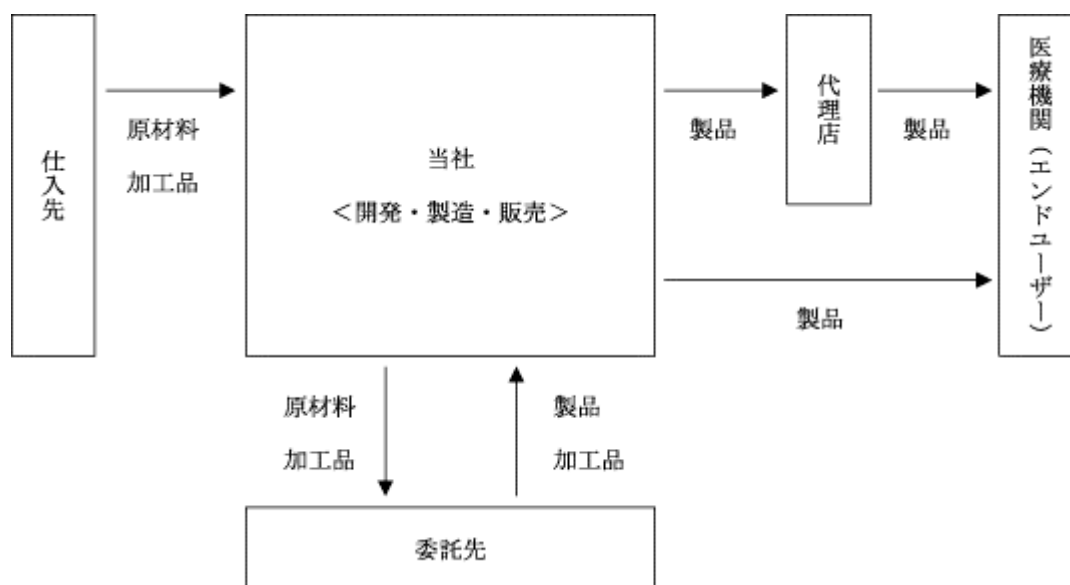 仕入先
原材料
加工品
当社
<開発・製造・販売>
製品
代理店
製品
製品
医療機関(エンドユーザー)
原材料
加工品
製品
加工品
委託先